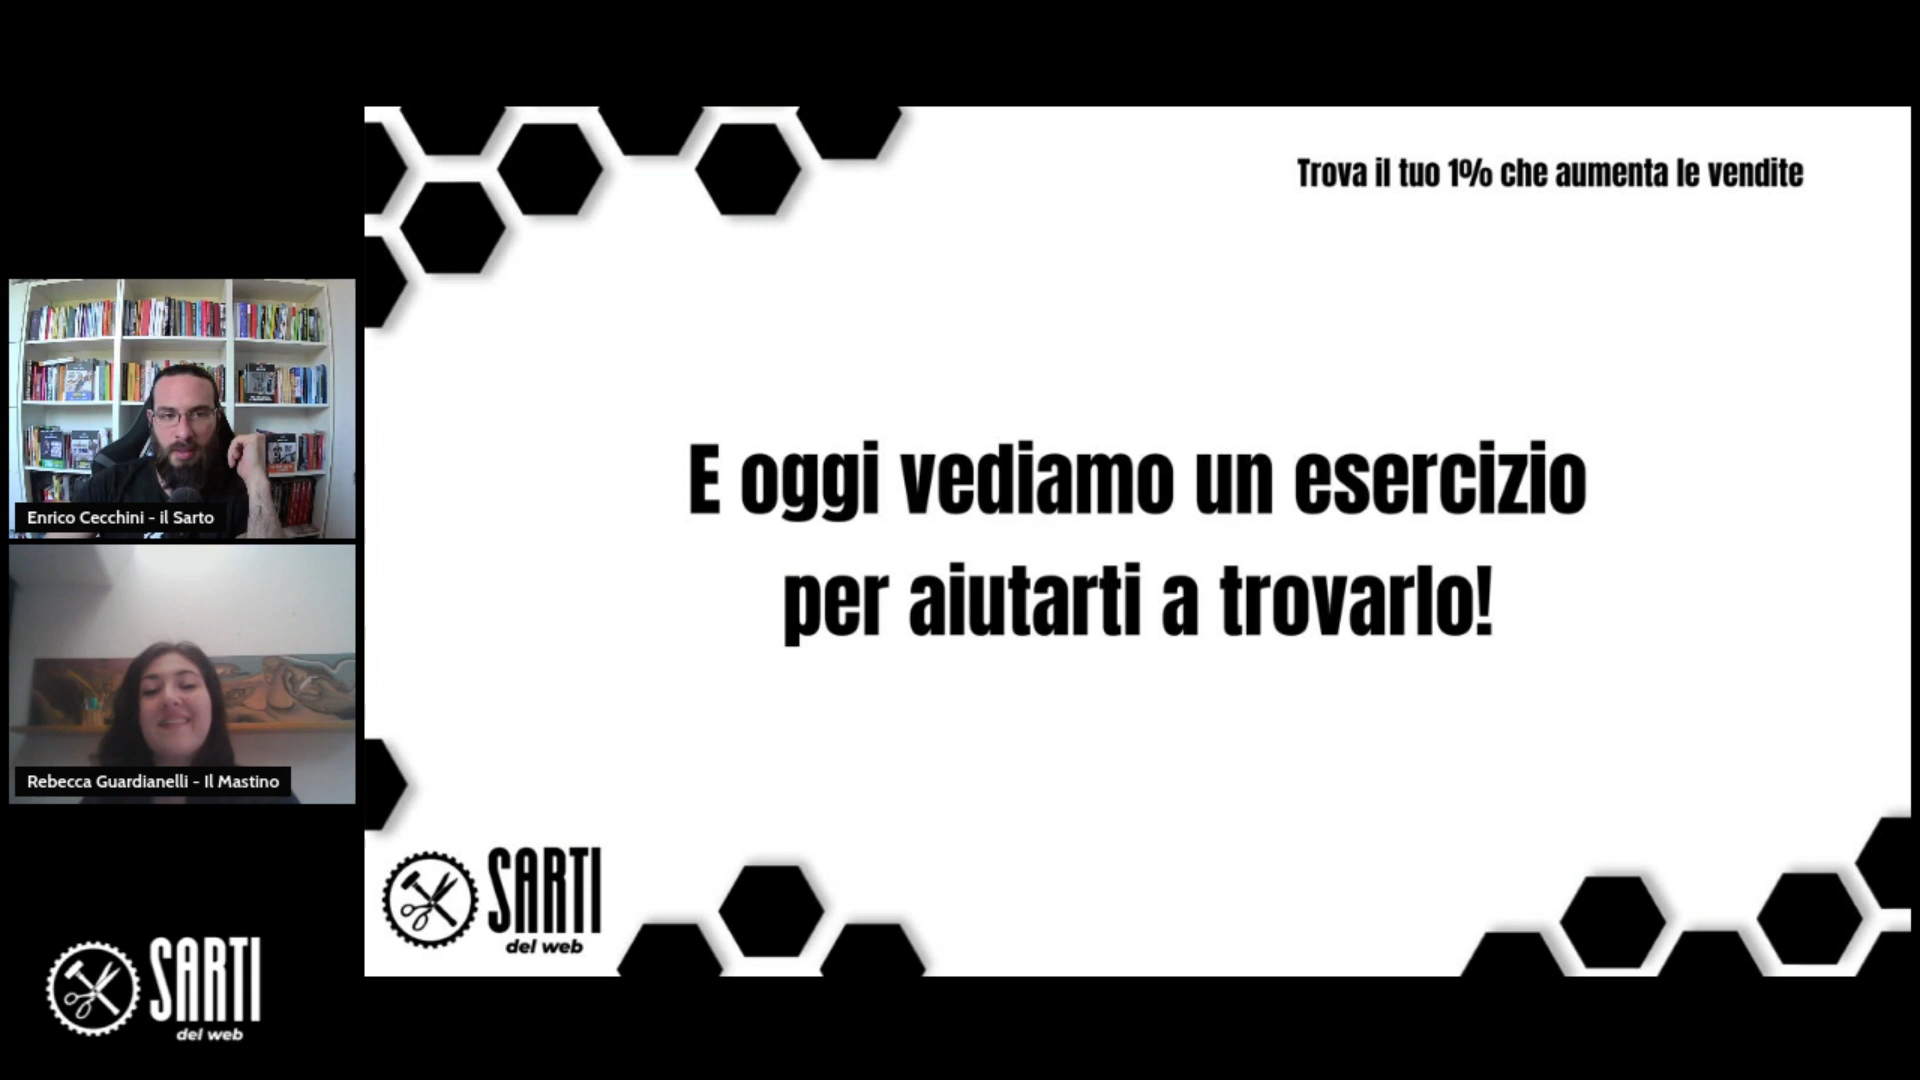 Trova il tuo 1% che aumenta le vendite
E oggi vediamo un esercizio
per aiutarti a trovarlo!
Enrico Cecchini - il Sarto
Rebecca Guardianelli - Il Mastino
SARTI
del web
SARTI
del web